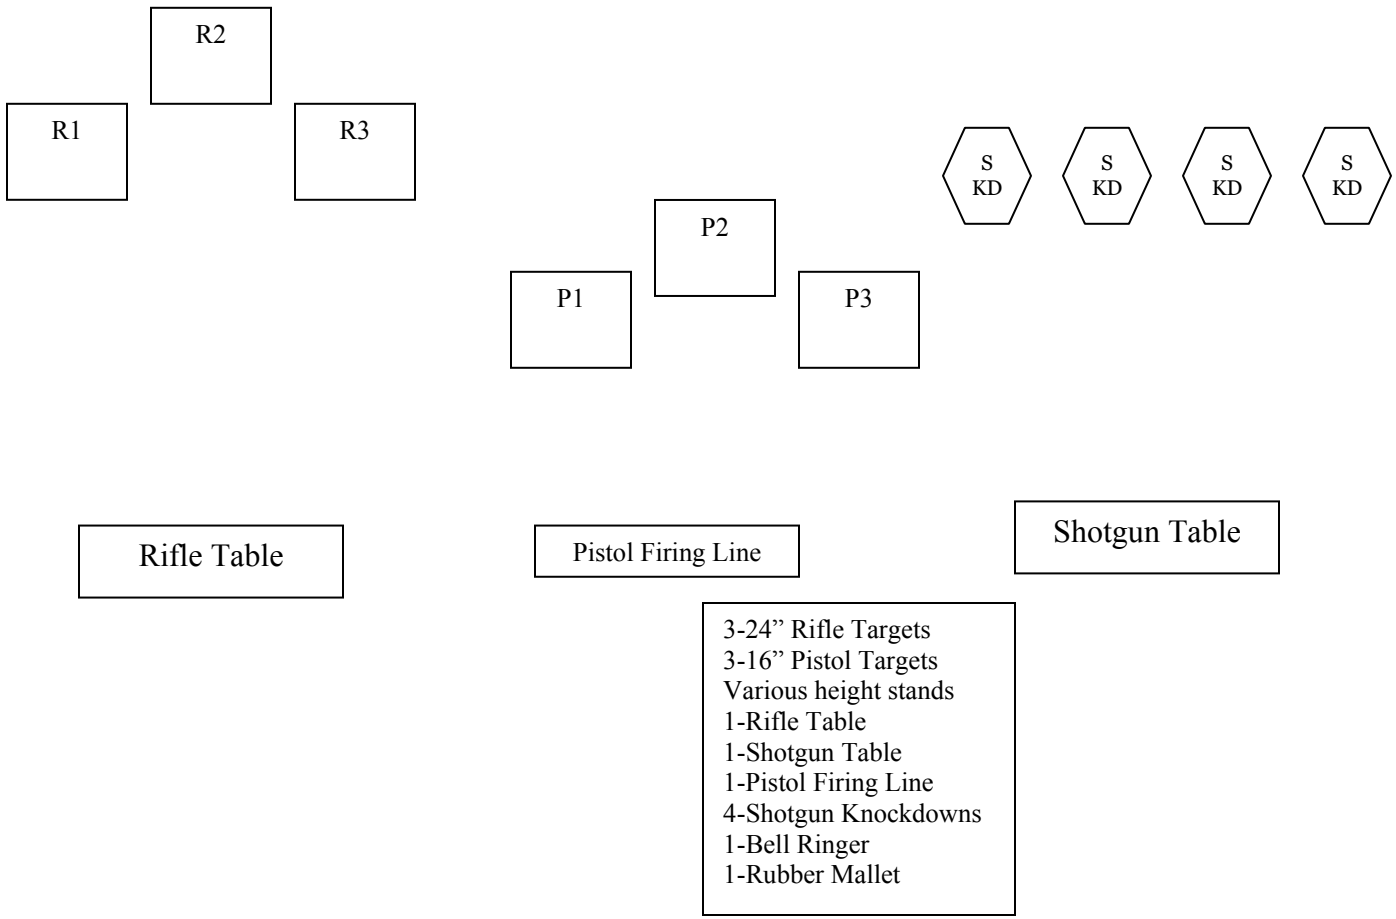 R2
R1
R3
S
KD
S
KD
S
KD
S
KD
P2
P1
P3
Rifle Table
Pistol Firing Line
Shotgun Table
3-24” Rifle Targets
3-16” Pistol Targets
Various height stands
1-Rifle Table
1-Shotgun Table
1-Pistol Firing Line
4-Shotgun Knockdowns
1-Bell Ringer
1-Rubber Mallet